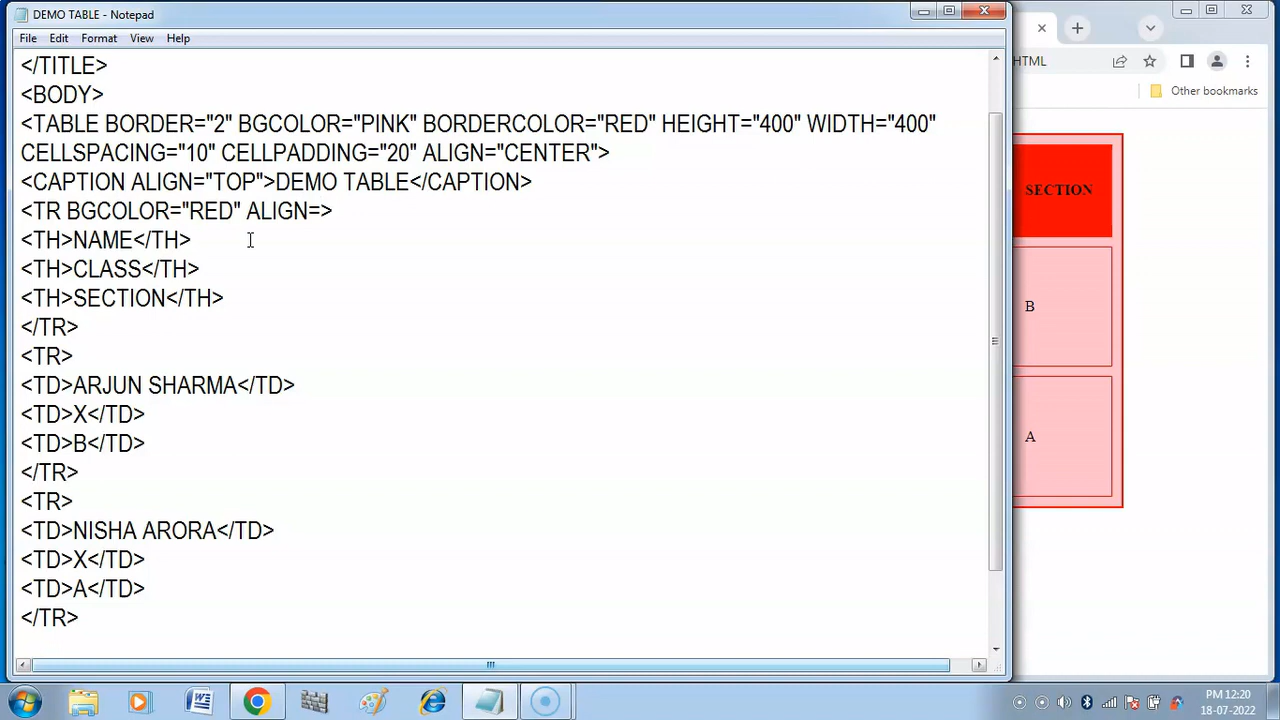 DEMO TABLE - Notepad
File Edit Format View Help
</TITLE>
<BODY>
<TABLE BORDER="2" BGCOLOR="PINK" BORDERCOLOR="RED" HEIGHT="400" WIDTH="400"
CELLSPACING="10" CELLPADDING="20" ALIGN="CENTER">
<CAPTION ALIGN="TOP">DEMO TABLE</CAPTION>
<TR BGCOLOR="RED" ALIGN=>
<TH>NAME</TH>
<TH>CLASS</TH>
<TH>SECTION</TH>
</TR>
<TR>
<TD>ARJUN SHARMA</TD>
<TD>X</TD>
<TD>B</TD>
</TR>
<TR>
<TD>NISHA ARORA</TD>
<TD>X</TD>
<TD>A</TD>
</TR>
HTML
Other bookmarks
SECTION
B
A
PM 12:20
18-07-2022